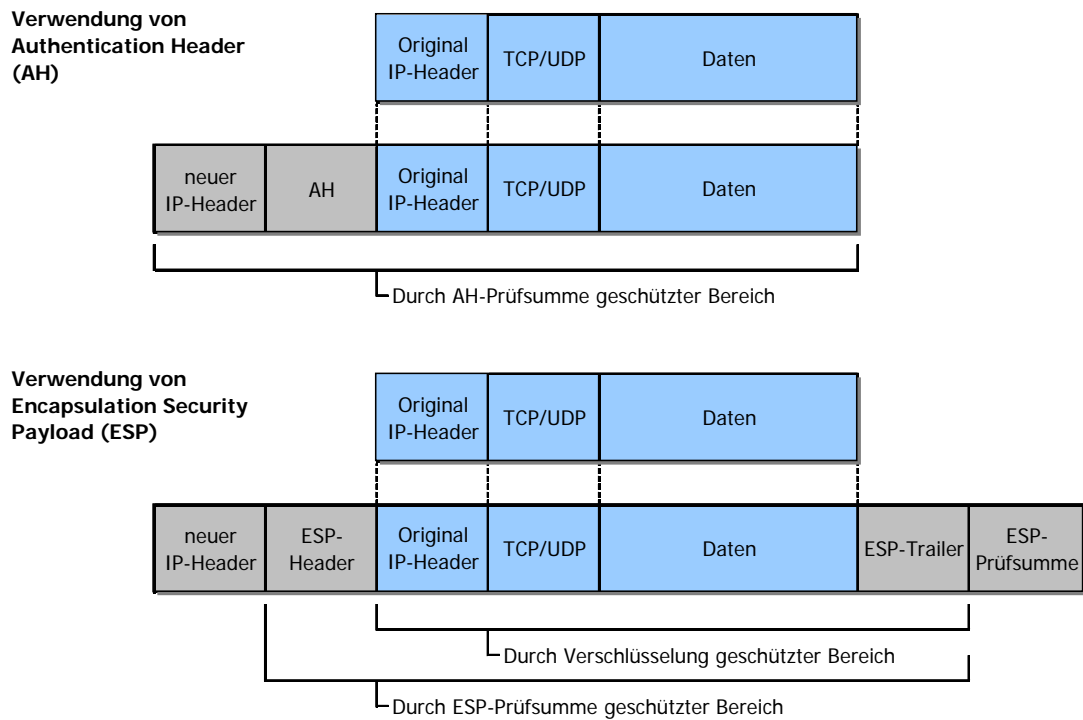 Verwendung von
Authentication Header
(AH)
Original
IP-Header
TCP/UDP
Daten
neuer
IP-Header
AH
Original
IP-Header
TCP/UDP
Daten
Durch AH-Prüfsumme geschützter Bereich
Verwendung von
Encapsulation Security
Payload (ESP)
Original
IP-Header
TCP/UDP
Daten
neuer
IP-Header
ESP-
Header
Original
IP-Header
TCP/UDP
Daten
ESP-Trailer
ESP-
Prüfsumme
Durch Verschlüsselung geschützter Bereich
Durch ESP-Prüfsumme geschützter Bereich